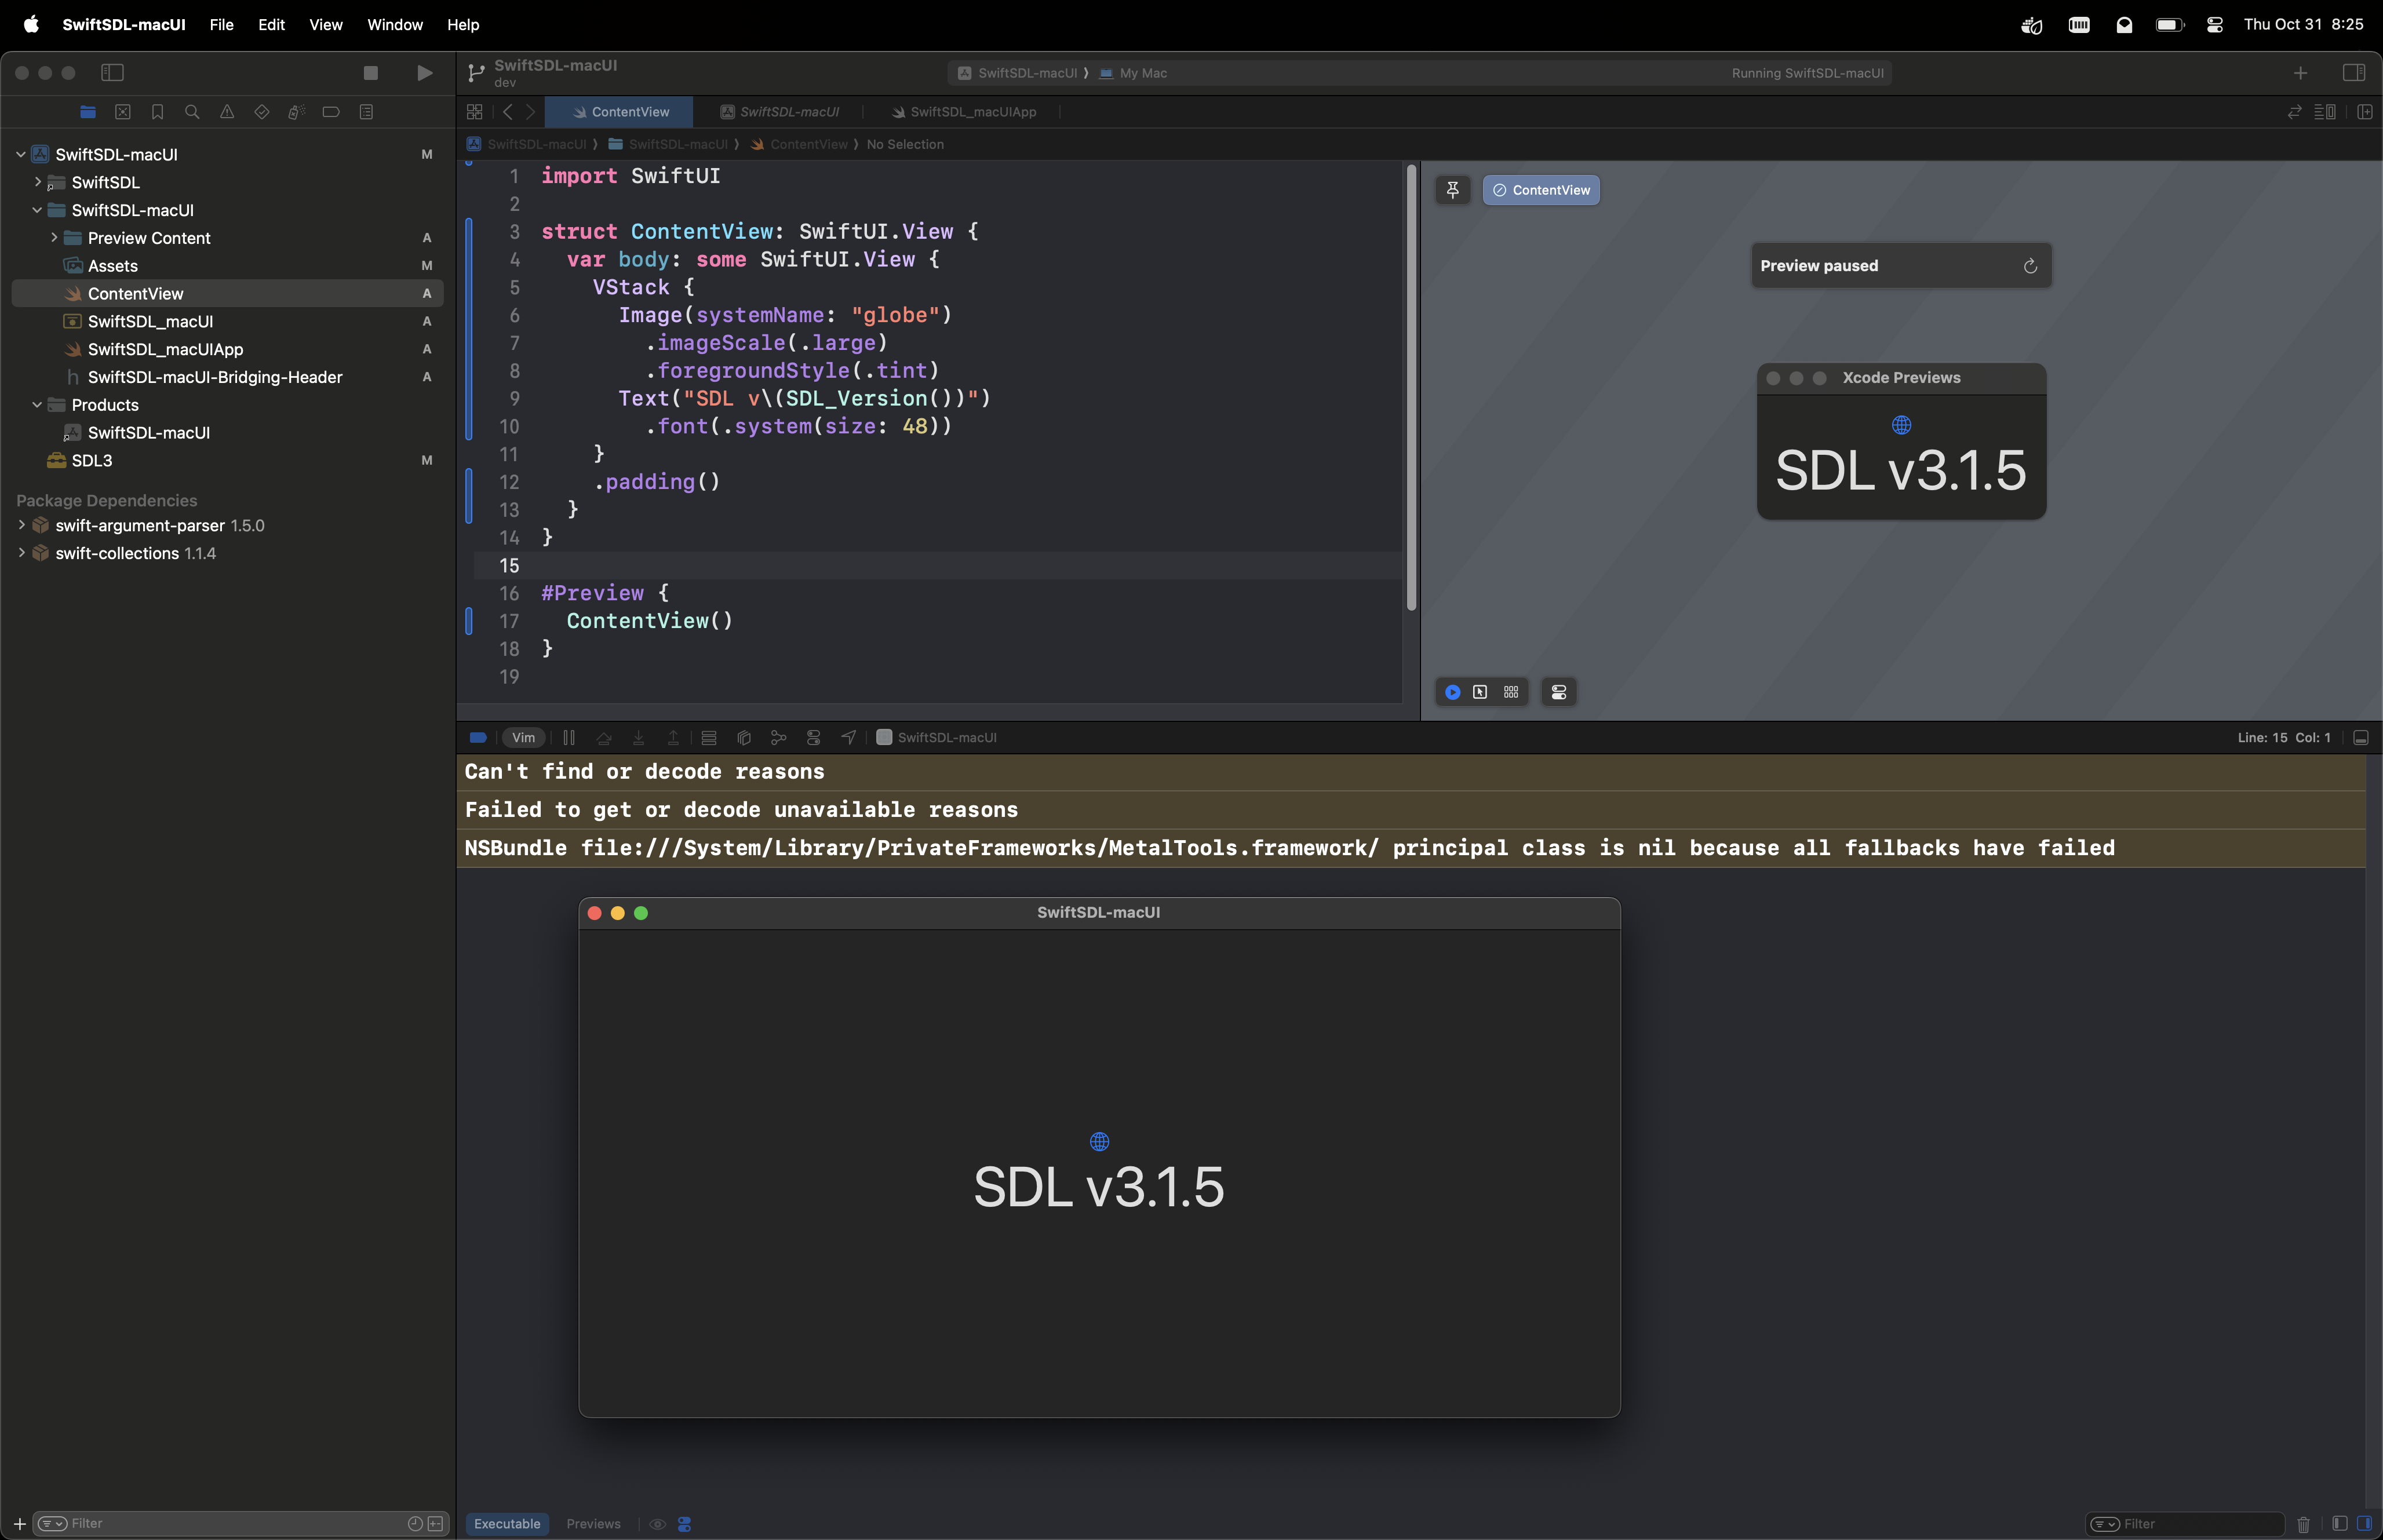 SwiftSDL-macUI File Edit View Window Help Thu Oct 31 8:25
SwiftSDL-macUI
dev
SwiftSDL-macUI ⟩ My Mac
Running SwiftSDL-macUI
ContentView SwiftSDL-macUI SwiftSDL_macUIApp
SwiftSDL-macUI ⟩ SwiftSDL-macUI ⟩ ContentView ⟩ No Selection
SwiftSDL-macUI M
SwiftSDL
SwiftSDL-macUI
Preview Content A
Assets M
ContentView A
SwiftSDL_macUI A
SwiftSDL_macUIApp A
h SwiftSDL-macUI-Bridging-Header A
Products
SwiftSDL-macUI
SDL3 M
Package Dependencies
swift-argument-parser 1.5.0
swift-collections 1.1.4
Filter
1 import SwiftUI
2
3 struct ContentView: SwiftUI.View {
4 var body: some SwiftUI.View {
5 VStack {
6 Image(systemName: "globe")
7 .imageScale(.large)
8 .foregroundStyle(.tint)
9 Text("SDL v\(SDL_Version())")
10 .font(.system(size: 48))
11 }
12 .padding()
13 }
14 }
15
16 #Preview {
17 ContentView()
18 }
19
ContentView
Preview paused
Xcode Previews
SDL v3.1.5
Vim SwiftSDL-macUI Line: 15 Col: 1
Can't find or decode reasons
Failed to get or decode unavailable reasons
NSBundle file:///System/Library/PrivateFrameworks/MetalTools.framework/ principal class is nil because all fallbacks have failed
SwiftSDL-macUI
SDL v3.1.5
Executable Previews Filter